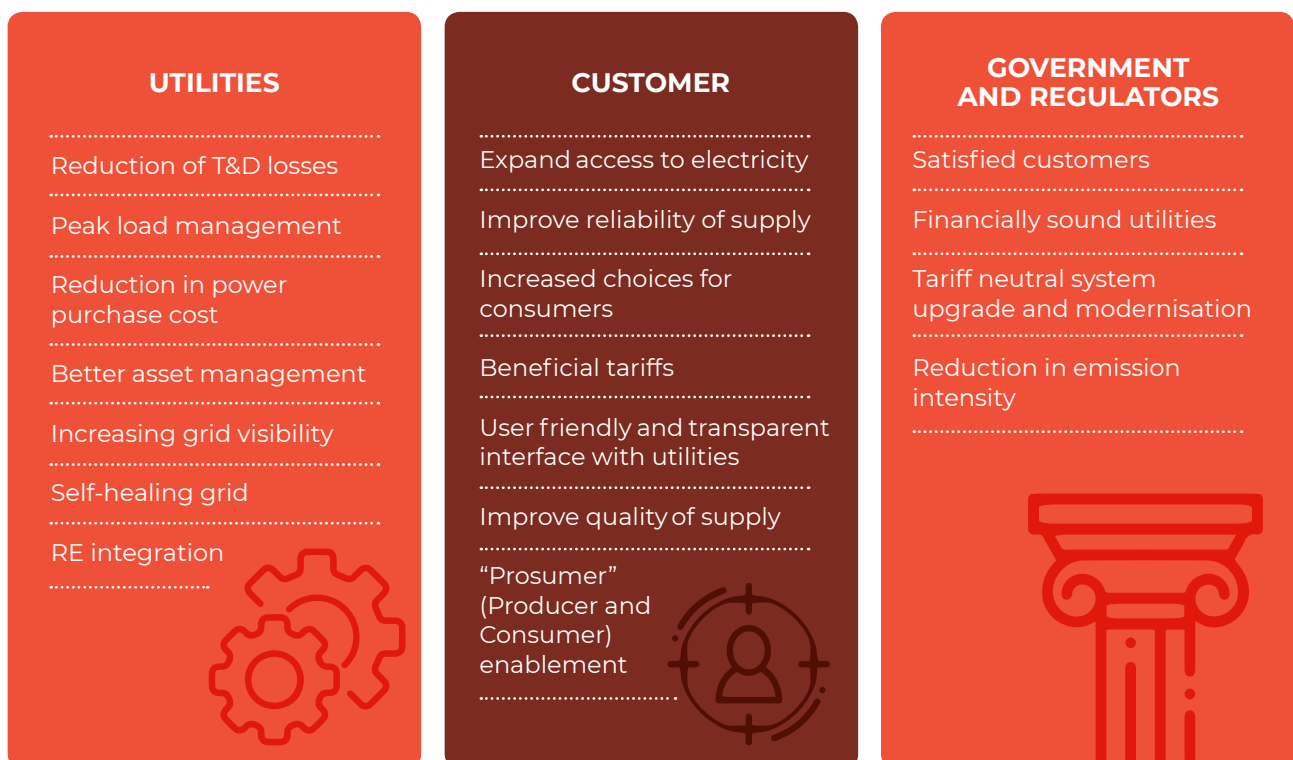 UTILITIES
Reduction of T&D losses
Peak load management
Reduction in power
purchase cost
Better asset management
Increasing grid visibility
Self-healing grid
RE integration
CUSTOMER
Expand access to electricity
Improve reliability of supply
Increased choices for
consumers
Beneficial tariffs
User friendly and transparent
interface with utilities
Improve quality of supply
“Prosumer”
(Producer and
Consumer)
enablement
GOVERNMENT
AND REGULATORS
Satisfied customers
Financially sound utilities
Tariff neutral system
upgrade and modernisation
Reduction in emission
intensity